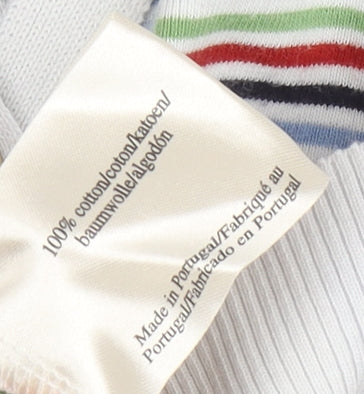 100% cotton/coton/katoen/
baumwolle/algodón
Made in Portugal/Fabriqué au
Portugal/Fabricado en Portugal